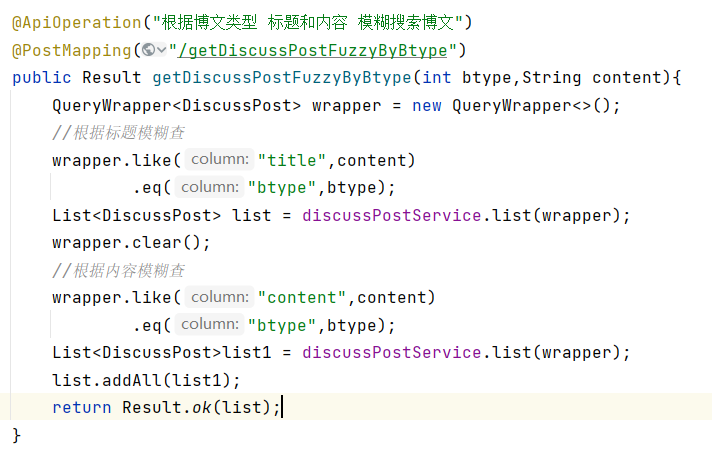 @ApiOperation("根据博文类型 标题和内容 模糊搜索博文")
@PostMapping("/getDiscussPostFuzzyByBtype")
public Result getDiscussPostFuzzyByBtype(int btype,String content){
QueryWrapper<DiscussPost> wrapper = new QueryWrapper<>();
//根据标题模糊查
wrapper.like( column: "title",content)
.eq( column: "btype",btype);
List<DiscussPost> list = discussPostService.list(wrapper);
wrapper.clear();
//根据内容模糊查
wrapper.like( column: "content",content)
.eq( column: "btype",btype);
List<DiscussPost>list1 = discussPostService.list(wrapper);
list.addAll(list1);
return Result.ok(list);
}